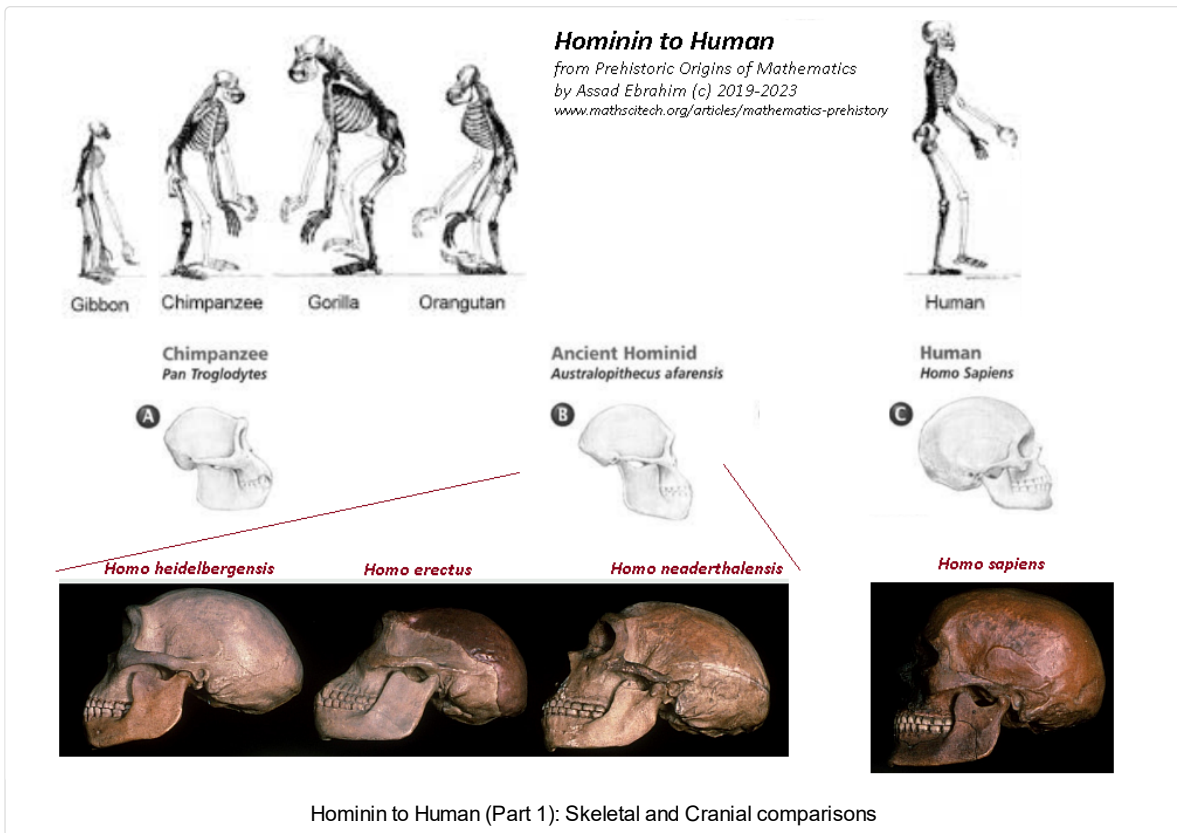 Hominin to Human
from Prehistoric Origins of Mathematics
by Assad Ebrahim (c) 2019-2023
www.mathscitech.org/articles/mathematics-prehistory
Gibbon
Chimpanzee
Gorilla
Orangutan
Human
Chimpanzee
Pan Troglodytes
Ancient Hominid
Australopithecus afarensis
Human
Homo Sapiens
A
B
C
Homo heidelbergensis
Homo erectus
Homo neaderthalensis
Homo sapiens
Hominin to Human (Part 1): Skeletal and Cranial comparisons